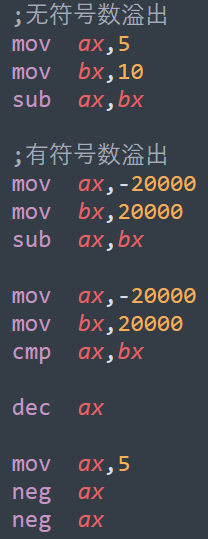 ;无符号数溢出
mov ax,5
mov bx,10
sub ax,bx
;有符号数溢出
mov ax,-20000
mov bx,20000
sub ax,bx
mov ax,-20000
mov bx,20000
cmp ax,bx
dec ax
mov ax,5
neg ax
neg ax